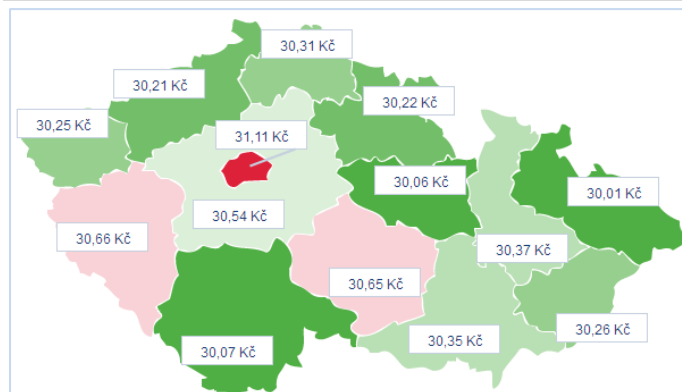 30,31 Kč
30,21 Kč
30,22 Kč
30,25 Kč
31,11 Kč
30,06 Kč
30,01 Kč
30,54 Kč
30,66 Kč
30,37 Kč
30,65 Kč
30,26 Kč
30,07 Kč
30,35 Kč